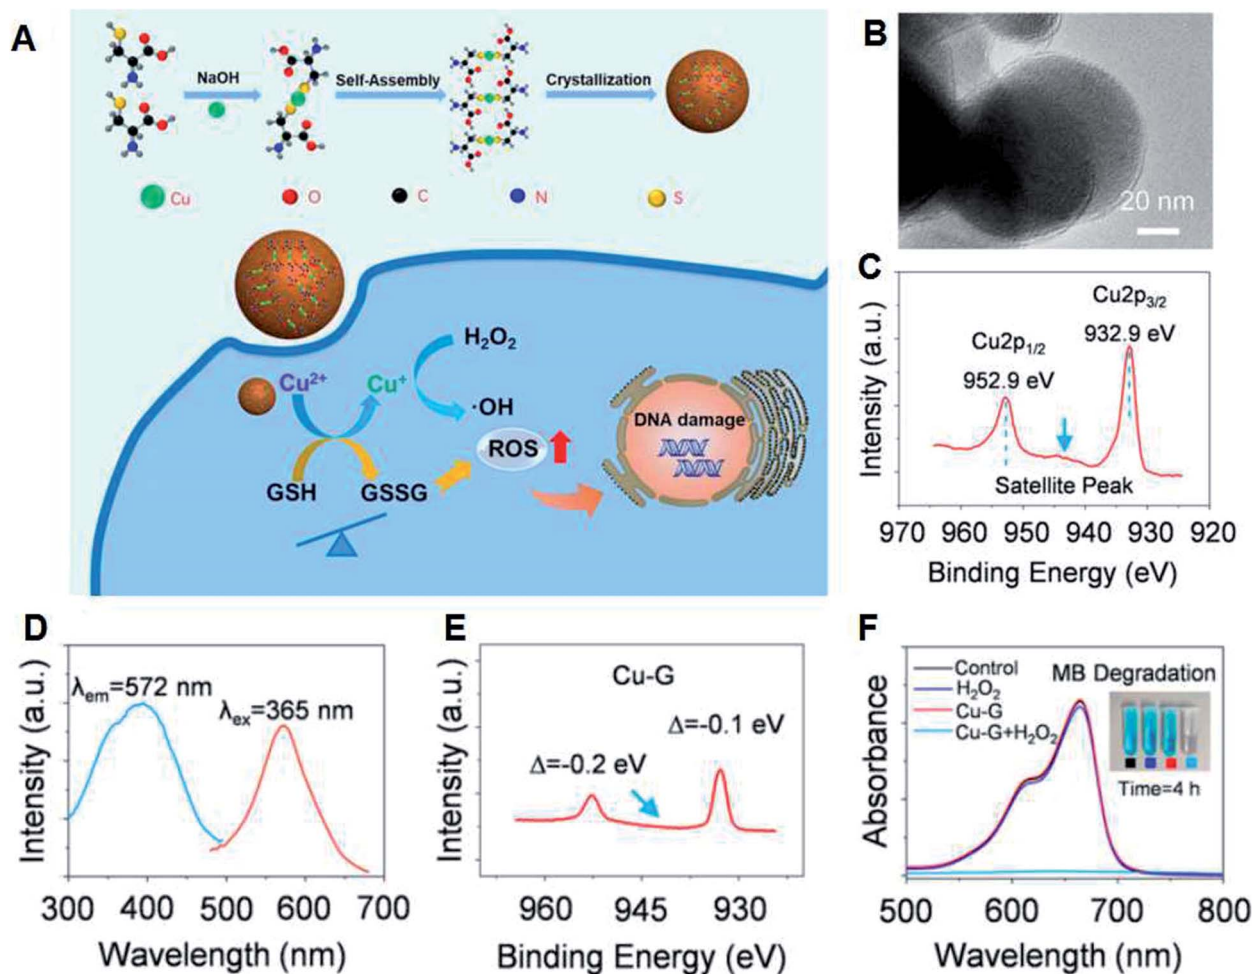 A
NaOH
Self-Assembly
Crystallization
Cu
O
C
N
S
H₂O₂
Cu²⁺
Cu⁺
·OH
DNA damage
ROS
GSH
GSSG
B
20 nm
C
Cu2p₃/₂
932.9 eV
Cu2p₁/₂
952.9 eV
Satellite Peak
Intensity (a.u.)
970 960 950 940 930 920
Binding Energy (eV)
D
λem=572 nm
λex=365 nm
Intensity (a.u.)
300 400 500 600 700
Wavelength (nm)
E
Cu-G
Δ=-0.1 eV
Δ=-0.2 eV
Intensity (a.u.)
960 945 930
Binding Energy (eV)
F
Control
H₂O₂
Cu-G
Cu-G+H₂O₂
MB Degradation
Time=4 h
Absorbance
500 600 700 800
Wavelength (nm)